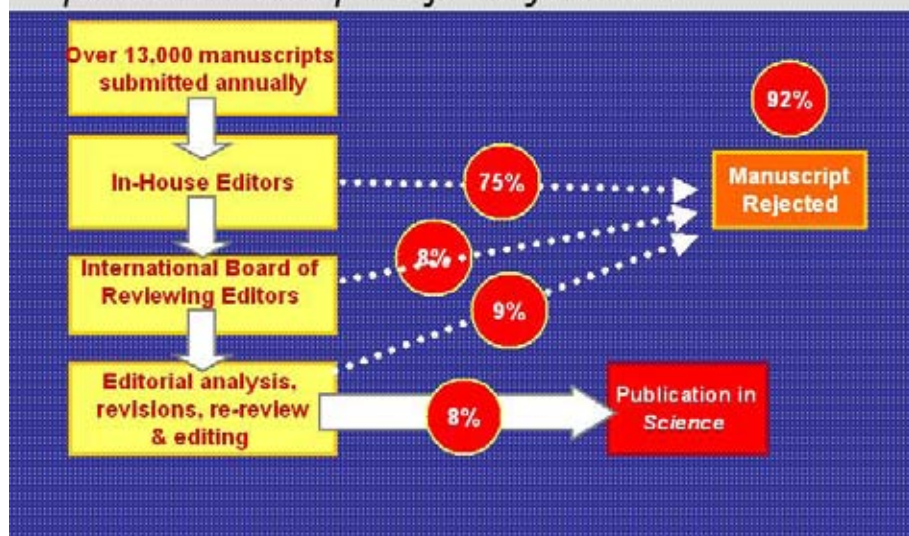 Over 13,000 manuscripts
submitted annually
In-House Editors
International Board of
Reviewing Editors
Editorial analysis,
revisions, re-review
& editing
75%
8%
9%
8%
92%
Manuscript
Rejected
Publication in
Science